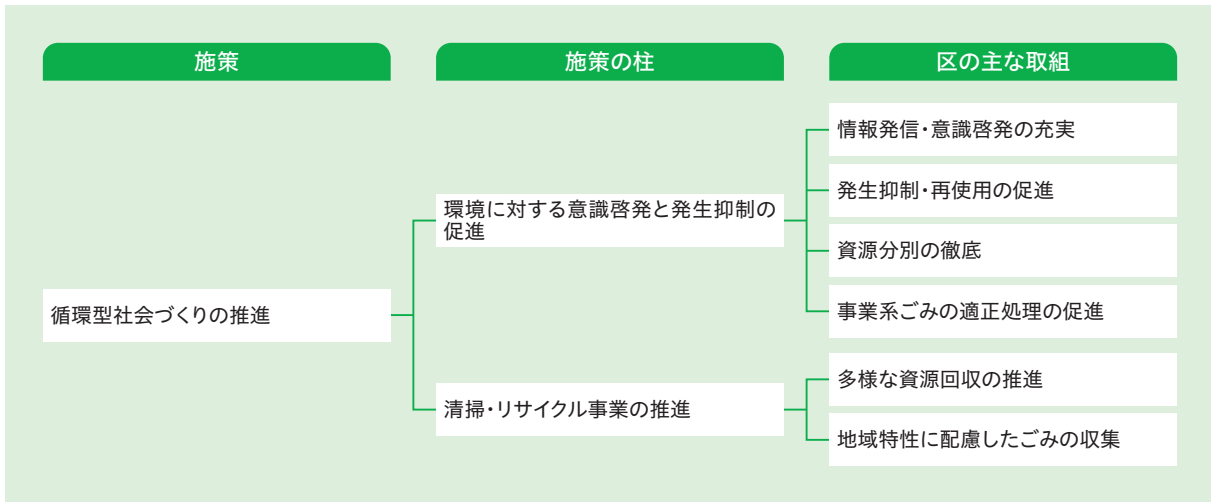 施策
施策の柱
区の主な取組
循環型社会づくりの推進
環境に対する意識啓発と発生抑制の
促進
情報発信・意識啓発の充実
発生抑制・再使用の促進
資源分別の徹底
事業系ごみの適正処理の促進
清掃・リサイクル事業の推進
多様な資源回収の推進
地域特性に配慮したごみの収集